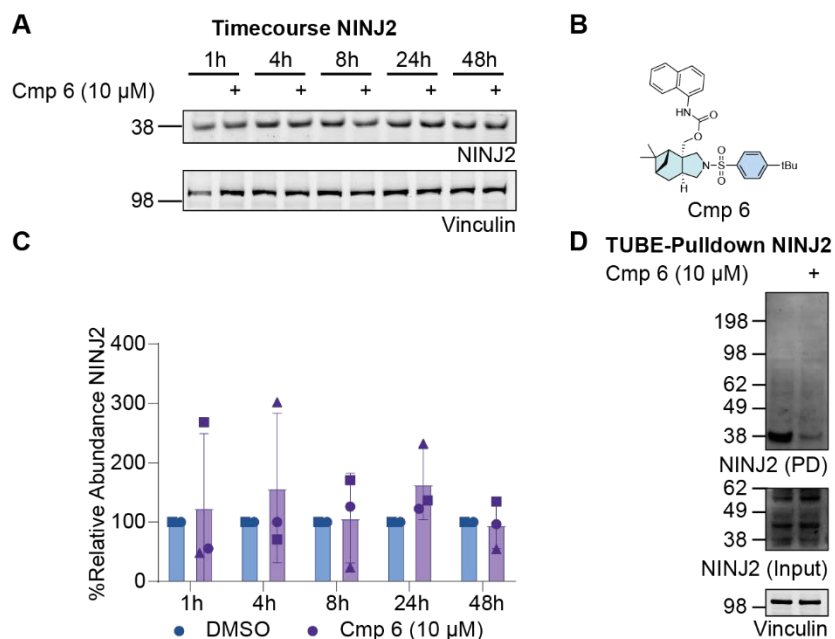 A
Timecourse NINJ2
1h 4h 8h 24h 48h
Cmp 6 (10 µM) + + + + +
38
NINJ2
98
Vinculin
B
HN
O
O
N
S
O
O
tBu
H
Cmp 6
C
%Relative Abundance NINJ2
400
300
200
100
0
1h 4h 8h 24h 48h
DMSO Cmp 6 (10 µM)
D TUBE-Pulldown NINJ2
Cmp 6 (10 µM) +
198
98
62
49
38
NINJ2 (PD)
62
49
38
NINJ2 (Input)
98
Vinculin